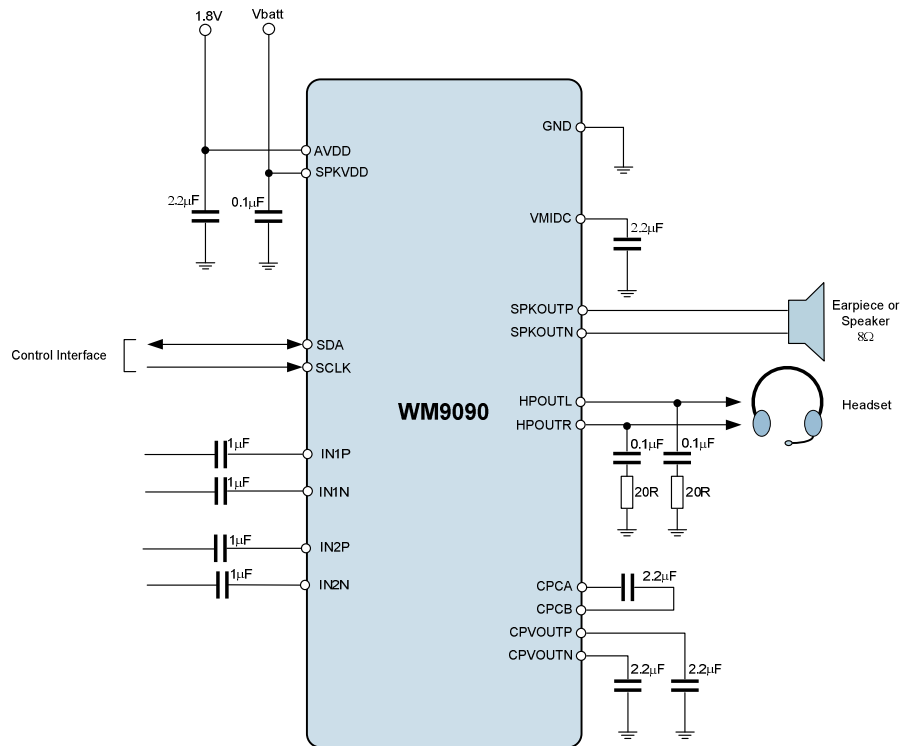 1.8V
Vbatt
GND
AVDD
SPKVDD
2.2μF
0.1μF
VMIDC
2.2μF
SPKOUTP
SPKOUTN
Earpiece or
Speaker
8Ω
Control Interface
SDA
SCLK
WM9090
HPOUTL
HPOUTR
Headset
0.1μF
0.1μF
20R
20R
1μF
IN1P
1μF
IN1N
1μF
IN2P
1μF
IN2N
CPCA
2.2μF
CPCB
CPVOUTP
CPVOUTN
2.2μF
2.2μF